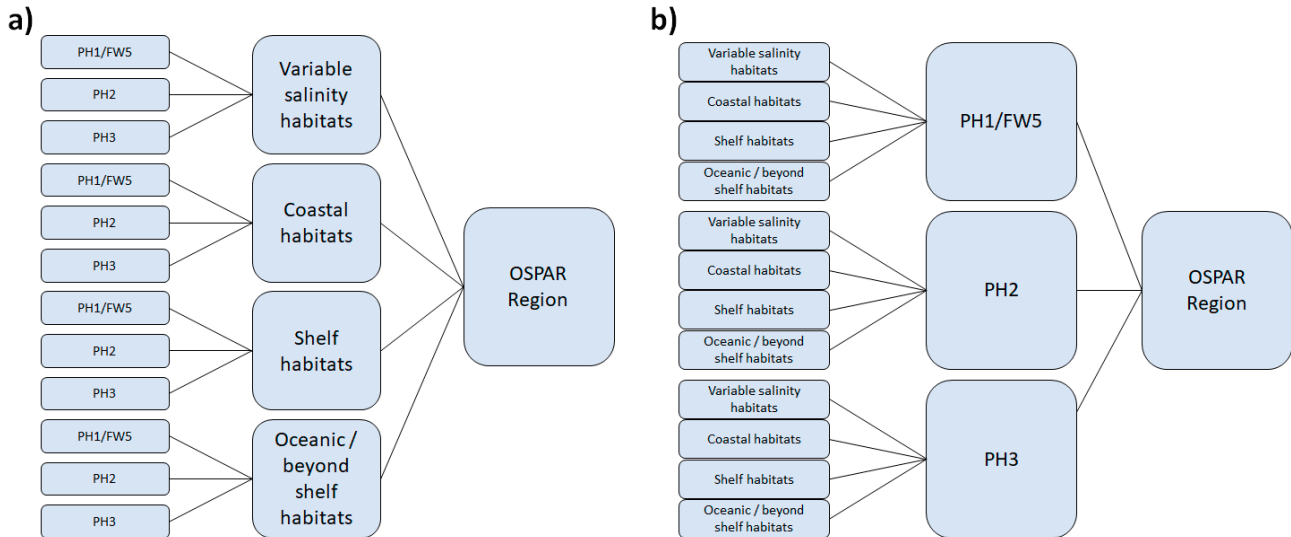 a)
PH1/FW5
PH2
PH3
Variable
salinity
habitats
PH1/FW5
PH2
PH3
Coastal
habitats
PH1/FW5
PH2
PH3
Shelf
habitats
PH1/FW5
PH2
PH3
Oceanic /
beyond
shelf
habitats
OSPAR
Region
b)
Variable salinity
habitats
Coastal habitats
Shelf habitats
Oceanic / beyond
shelf habitats
PH1/FW5
Variable salinity
habitats
Coastal habitats
Shelf habitats
Oceanic / beyond
shelf habitats
PH2
Variable salinity
habitats
Coastal habitats
Shelf habitats
Oceanic / beyond
shelf habitats
PH3
OSPAR
Region